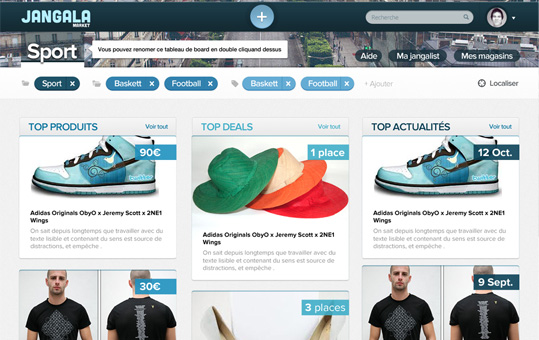 JANGALA
MARKET
Recherche
Sport
Vous pouvez renomer ce tableau de board en double cliquand dessus
Aide
Ma jangalist
Mes magasins
Sport x
Baskett x
Football x
Baskett x
Football x
+ Ajouter
Localiser
TOP PRODUITS
Voir tout
90€
Adidas Originals ObyO x Jeremy Scott x 2NE1
Wings
On sait depuis longtemps que travailler avec du
texte lisible et contenant du sens est source de
distractions, et empêche .
30€
TOP DEALS
Voir tout
1 place
Adidas Originals ObyO x Jeremy Scott x 2NE1
Wings
On sait depuis longtemps que travailler avec du
texte lisible et contenant du sens est source de
distractions, et empêche .
3 places
TOP ACTUALITÉS
Voir tout
12 Oct.
Adidas Originals ObyO x Jeremy Scott x 2NE1
Wings
On sait depuis longtemps que travailler avec du
texte lisible et contenant du sens est source de
distractions, et empêche .
9 Sept.